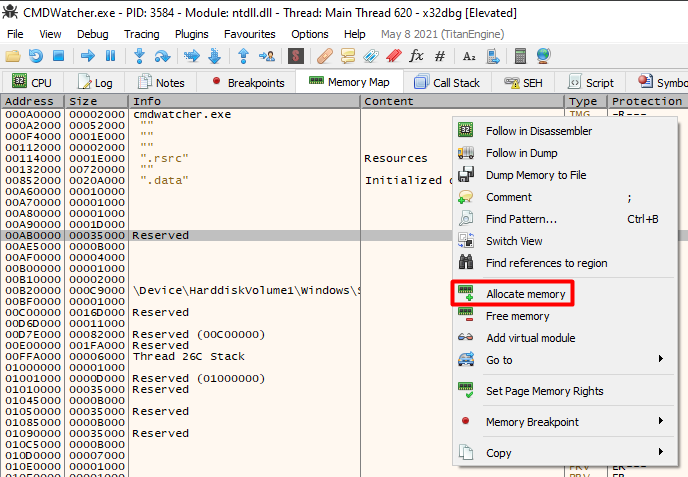 CMDWatcher.exe - PID: 3584 - Module: ntdll.dll - Thread: Main Thread 620 - x32dbg [Elevated]
File View Debug Tracing Plugins Favourites Options Help May 8 2021 (TitanEngine)
CPU Log Notes Breakpoints Memory Map Call Stack SEH Script Symbo
Address Size Info Content Type Protection
000A0000 00002000 cmdwatcher.exe IMG
000A2000 00052000 ""
000F4000 0001E000 ""
00112000 00002000 ""
00114000 0001E000 ".rsrc" Resources
00132000 00720000 ""
00852000 0020A000 ".data" Initialized
00A60000 00010000
00A70000 00001000
00A80000 00001000
00A90000 0001D000
00AB0000 00035000 Reserved
00AE5000 0000B000
00AF0000 00004000
00B00000 00001000
00B10000 00002000
00B20000 000C9000 \Device\HarddiskVolume1\Windows\S
00BF0000 00001000
00C00000 0016D000 Reserved
00D6D000 00011000
00D7E000 00082000 Reserved (00C00000)
00E00000 001FA000 Reserved
00FFA000 00006000 Thread 26C Stack
01000000 00001000
01001000 0000D000 Reserved (01000000)
01010000 00035000 Reserved
01045000 0000B000
01050000 00035000 Reserved
01085000 0000B000
01090000 00035000 Reserved
010C5000 0000B000
010D0000 00007000
010E0000 00001000
Follow in Disassembler
Follow in Dump
Dump Memory to File
Comment ;
Find Pattern... Ctrl+B
Switch View
Find references to region
Allocate memory
Free memory
Add virtual module
Go to
Set Page Memory Rights
Memory Breakpoint
Copy